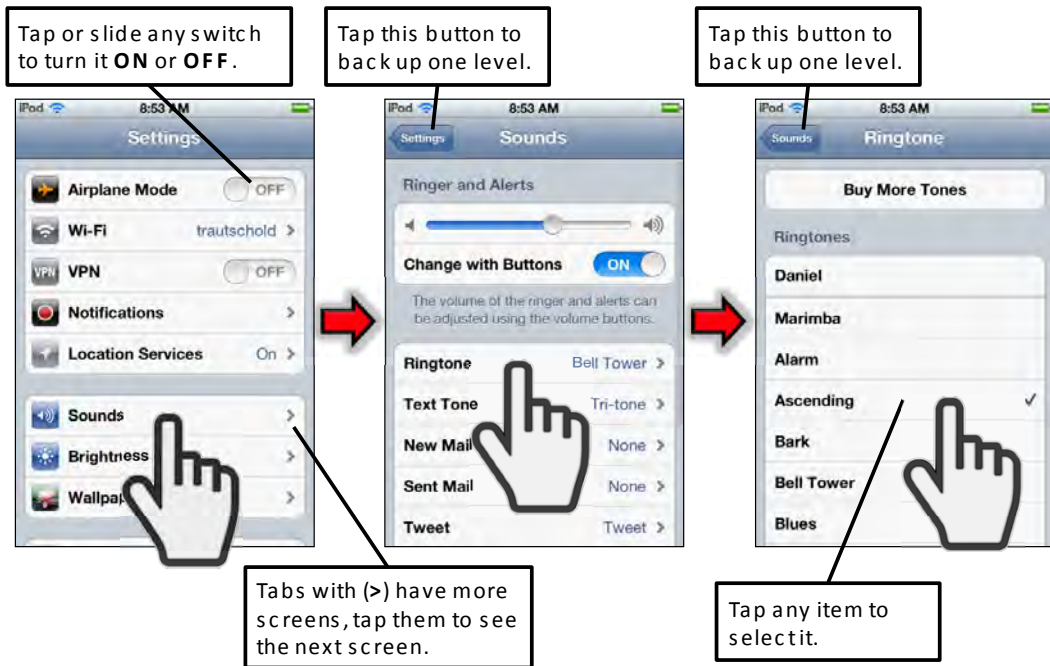 Tap or slide any switch
to turn it ON or OFF.
Tap this button to
back up one level.
Tap this button to
back up one level.
iPod 8:53 AM
Settings
Airplane Mode OFF
Wi-Fi trautschold >
VPN VPN OFF
Notifications >
Location Services On >
Sounds >
Brightness >
Wallpap >
iPod 8:53 AM
Settings Sounds
Ringer and Alerts
Change with Buttons ON
The volume of the ringer and alerts can
be adjusted using the volume buttons.
Ringtone Bell Tower >
Text Tone Tri-tone >
New Mail None >
Sent Mail None >
Tweet Tweet >
iPod 8:53 AM
Sounds Ringtone
Buy More Tones
Ringtones
Daniel
Marimba
Alarm
Ascending ✓
Bark
Bell Tower
Blues
Tabs with (>) have more
screens, tap them to see
the next screen.
Tap any item to
select it.